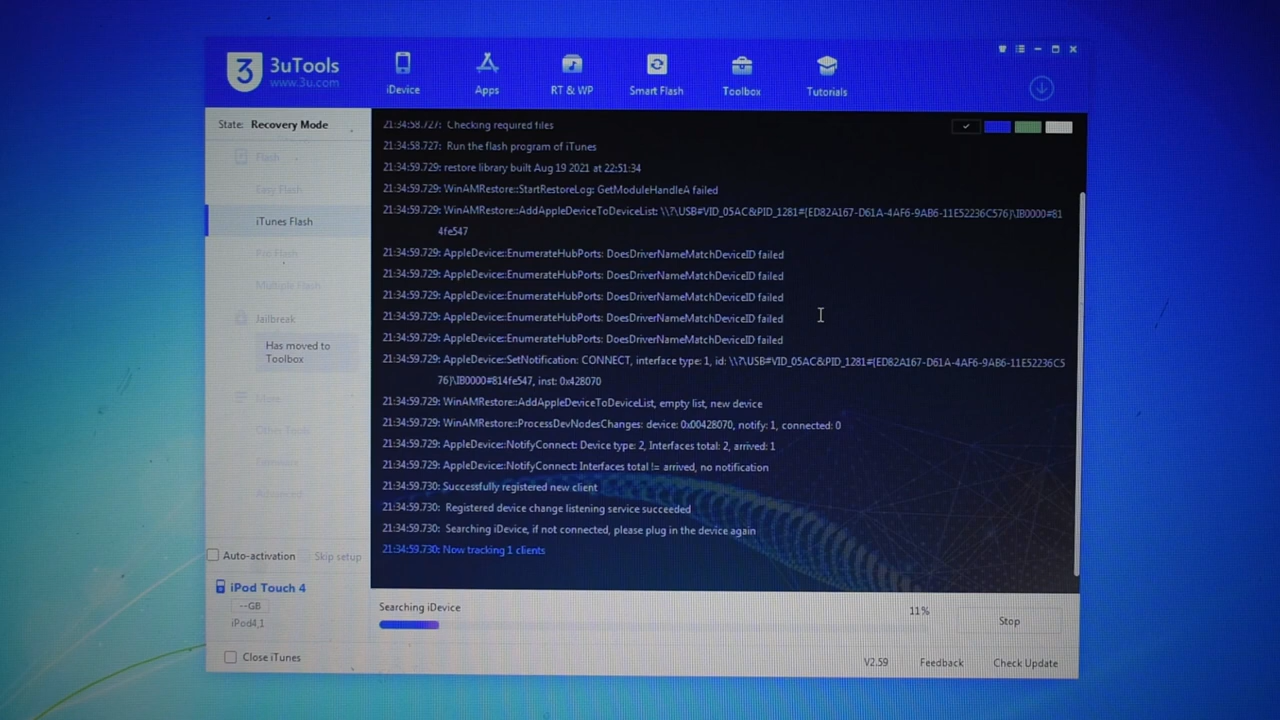 3 3uTools
www.3u.com
iDevice
Apps
RT & WP
Smart Flash
Toolbox
Tutorials
State: Recovery Mode
Flash
Easy Flash
iTunes Flash
Pro Flash
Multiple Flash
Jailbreak
Has moved to
Toolbox
More
Other Tools
Advanced
Auto-activation Skip setup
iPod Touch 4
--GB
iPod4,1
Close iTunes
21:34:58.727: Checking required files
21:34:58.727: Run the flash program of iTunes
21:34:59.729: restore library built Aug 19 2021 at 22:51:34
21:34:59.729: WinAMRestore::StartRestoreLog: GetModuleHandleA failed
21:34:59.729: WinAMRestore::AddAppleDeviceToDeviceList: \\?\USB#VID_05AC&PID_1281#{ED82A167-D61A-4AF6-9AB6-11E52236C576}\IB0000#81
4fe547
21:34:59.729: AppleDevice::EnumerateHubPorts: DoesDriverNameMatchDeviceID failed
21:34:59.729: AppleDevice::EnumerateHubPorts: DoesDriverNameMatchDeviceID failed
21:34:59.729: AppleDevice::EnumerateHubPorts: DoesDriverNameMatchDeviceID failed
21:34:59.729: AppleDevice::EnumerateHubPorts: DoesDriverNameMatchDeviceID failed
21:34:59.729: AppleDevice::EnumerateHubPorts: DoesDriverNameMatchDeviceID failed
21:34:59.729: AppleDevice::SetNotification: CONNECT, interface type: 1, id: \\?\USB#VID_05AC&PID_1281#{ED82A167-D61A-4AF6-9AB6-11E52236C5
76}\IB0000#814fe547, inst: 0x428070
21:34:59.729: WinAMRestore::AddAppleDeviceToDeviceList, empty list, new device
21:34:59.729: WinAMRestore::ProcessDevNodesChanges: device: 0x00428070, notify: 1, connected: 0
21:34:59.729: AppleDevice::NotifyConnect: Device type: 2, Interfaces total: 2, arrived: 1
21:34:59.729: AppleDevice::NotifyConnect: Interfaces total != arrived, no notification
21:34:59.730: Successfully registered new client
21:34:59.730: Registered device change listening service succeeded
21:34:59.730: Searching iDevice, if not connected, please plug in the device again
21:34:59.730: Now tracking 1 clients
Searching iDevice
11%
Stop
V2.59
Feedback
Check Update